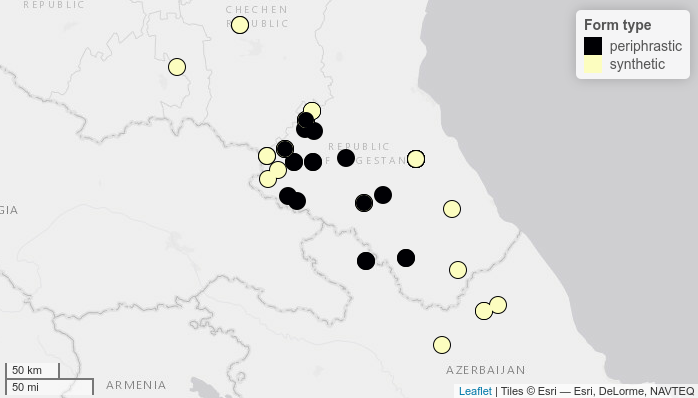 REPUBLIC
CHECHEN
REPUBLIC
Form type
periphrastic
synthetic
REPUBLIC
OF DAGESTAN
GIA
50 km
50 mi
ARMENIA
AZERBAIJAN
Leaflet | Tiles © Esri — Esri, DeLorme, NAVTEQ